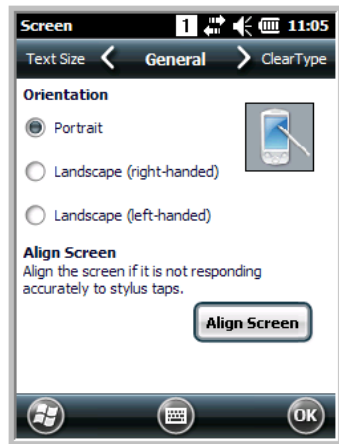 Screen 1 11:05
Text Size General ClearType
Orientation
Portrait
Landscape (right-handed)
Landscape (left-handed)
Align Screen
Align the screen if it is not responding
accurately to stylus taps.
Align Screen
OK